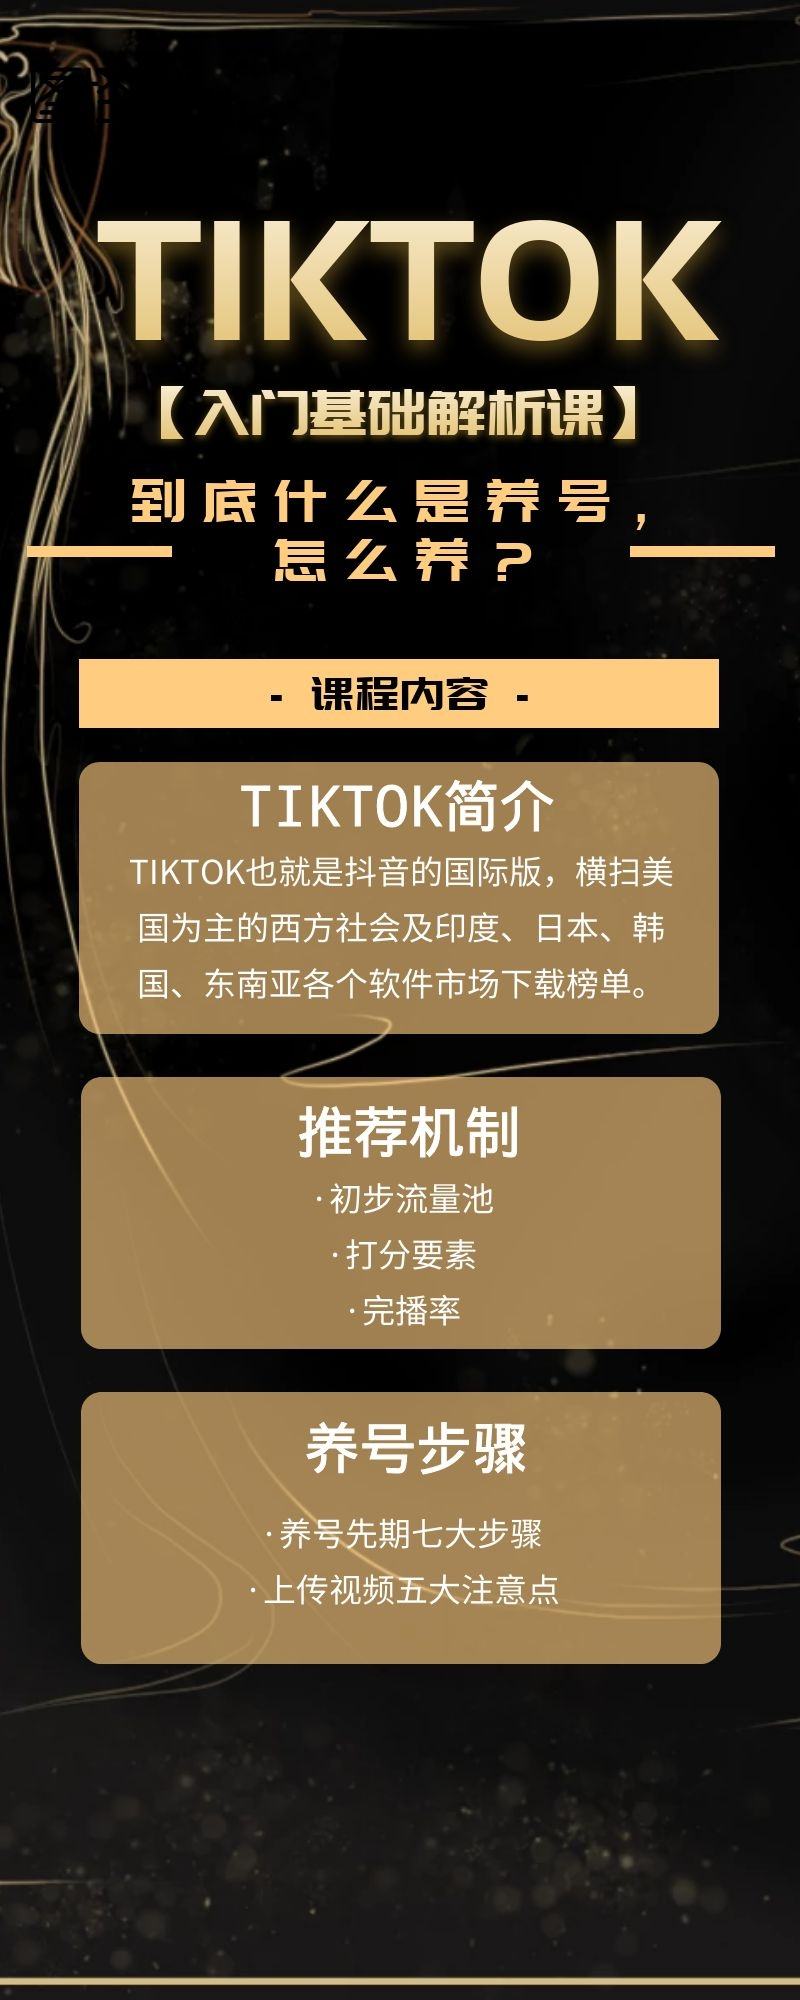 TIKTOK
【入门基础解析课】
到底什么是养号，
怎么养？
- 课程内容 -
TIKTOK简介
TIKTOK也就是抖音的国际版，横扫美
国为主的西方社会及印度、日本、韩
国、东南亚各个软件市场下载榜单。
推荐机制
·初步流量池
·打分要素
·完播率
养号步骤
·养号先期七大步骤
·上传视频五大注意点